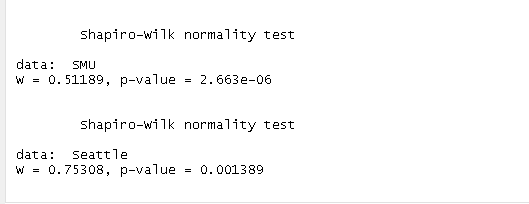 Shapiro-Wilk normality test
data:  SMU
W = 0.51189, p-value = 2.663e-06
Shapiro-Wilk normality test
data:  Seattle
W = 0.75308, p-value = 0.001389